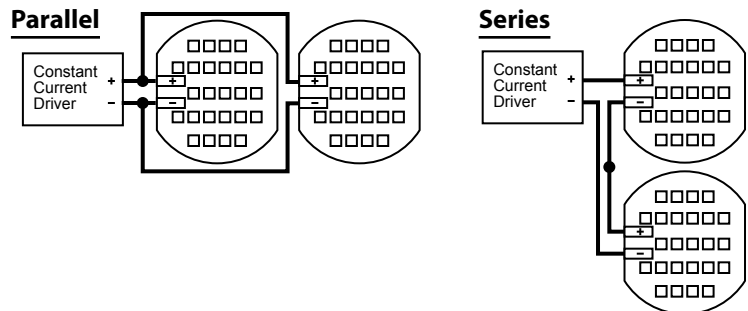 Parallel
Constant
Current
Driver
+
−
+
−
+
−
Series
Constant
Current
Driver
+
−
+
−
+
−